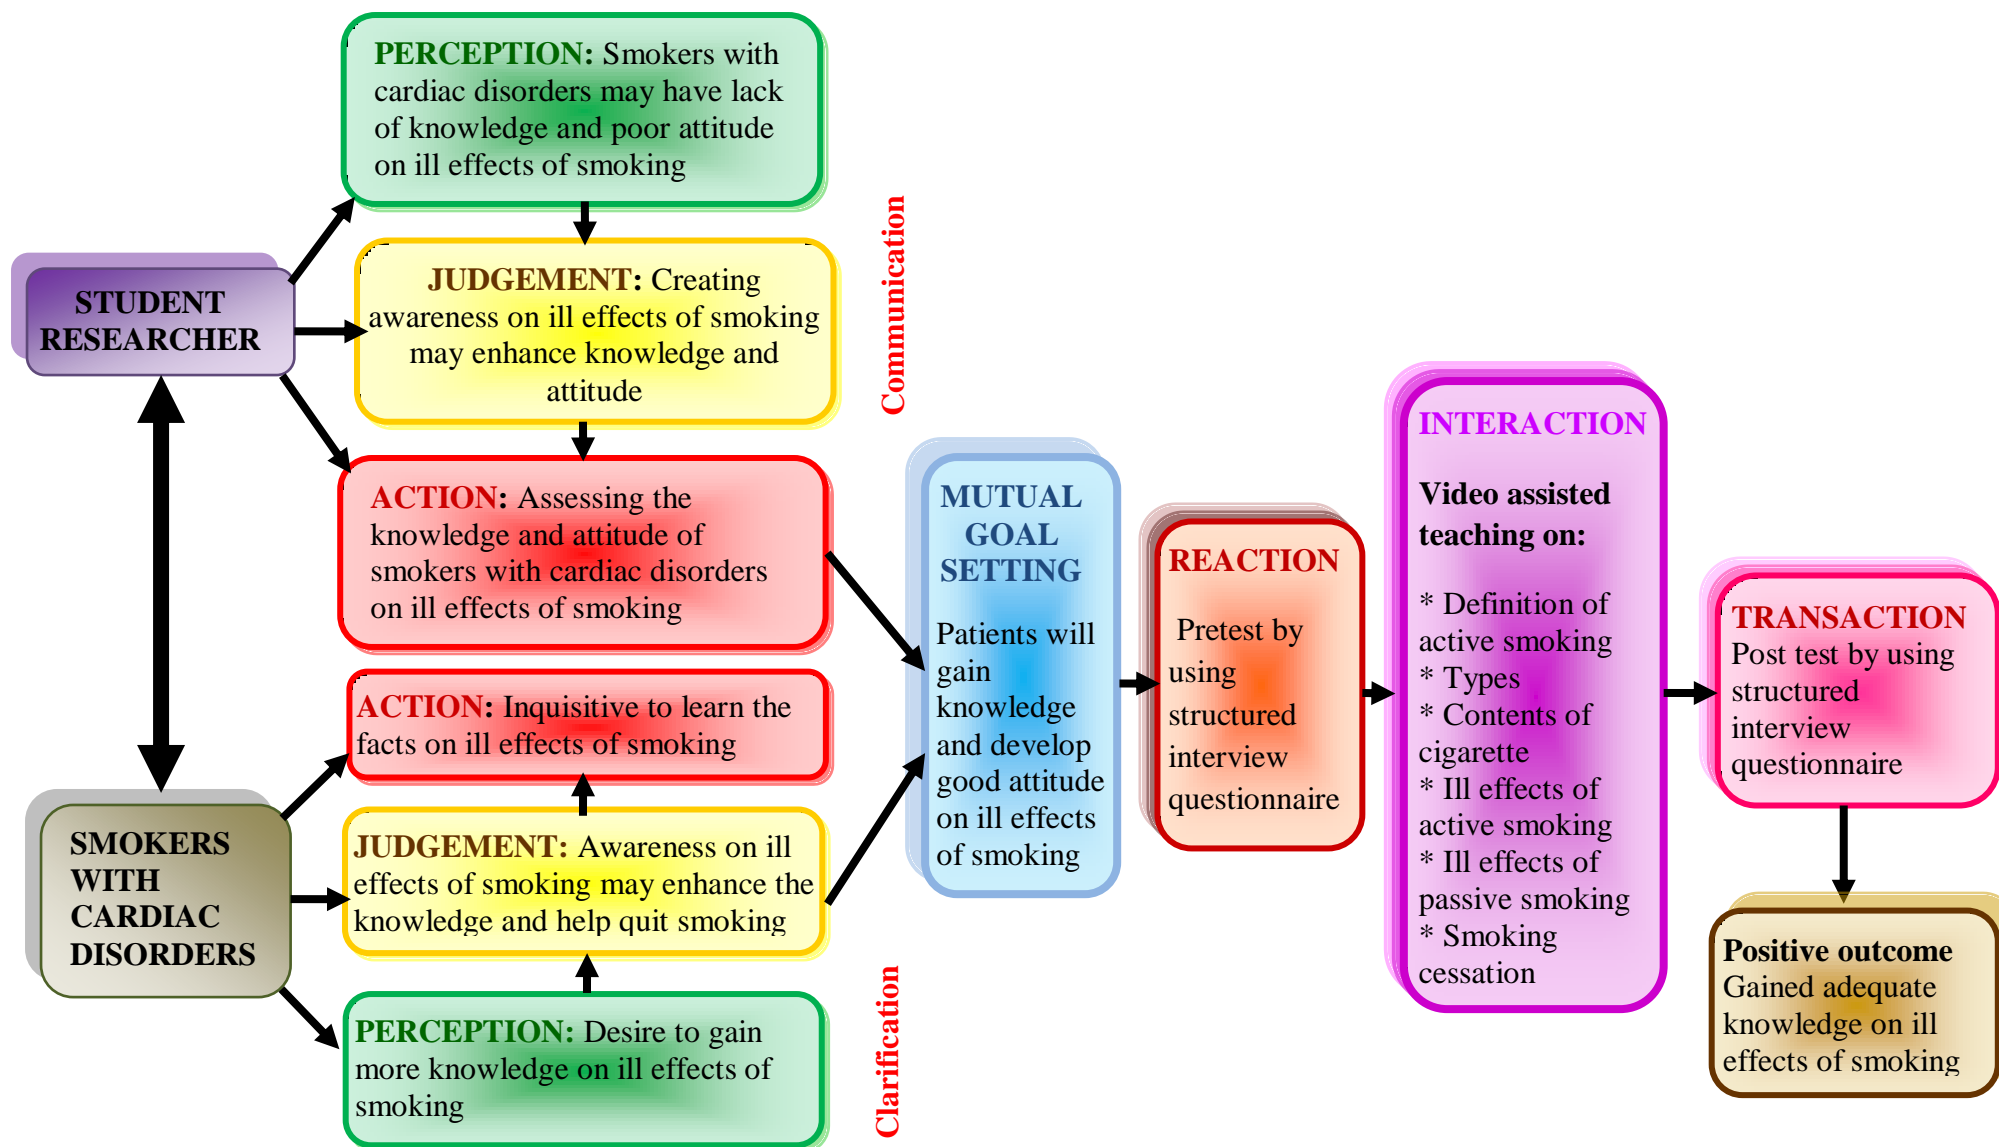 PERCEPTION: Smokers with
cardiac disorders may have lack
of knowledge and poor attitude
on ill effects of smoking
STUDENT
RESEARCHER
JUDGEMENT: Creating
awareness on ill effects of smoking
may enhance knowledge and
attitude
Communication
ACTION: Assessing the
knowledge and attitude of
smokers with cardiac disorders
on ill effects of smoking
ACTION: Inquisitive to learn the
facts on ill effects of smoking
SMOKERS
WITH
CARDIAC
DISORDERS
JUDGEMENT: Awareness on ill
effects of smoking may enhance the
knowledge and help quit smoking
PERCEPTION: Desire to gain
more knowledge on ill effects of
smoking
Clarification
MUTUAL
GOAL
SETTING
Patients will
gain
knowledge
and develop
good attitude
on ill effects
of smoking
REACTION
Pretest by
using
structured
interview
questionnaire
INTERACTION
Video assisted
teaching on:
* Definition of
active smoking
* Types
* Contents of
cigarette
* Ill effects of
active smoking
* Ill effects of
passive smoking
* Smoking
cessation
TRANSACTION
Post test by using
structured
interview
questionnaire
Positive outcome
Gained adequate
knowledge on ill
effects of smoking